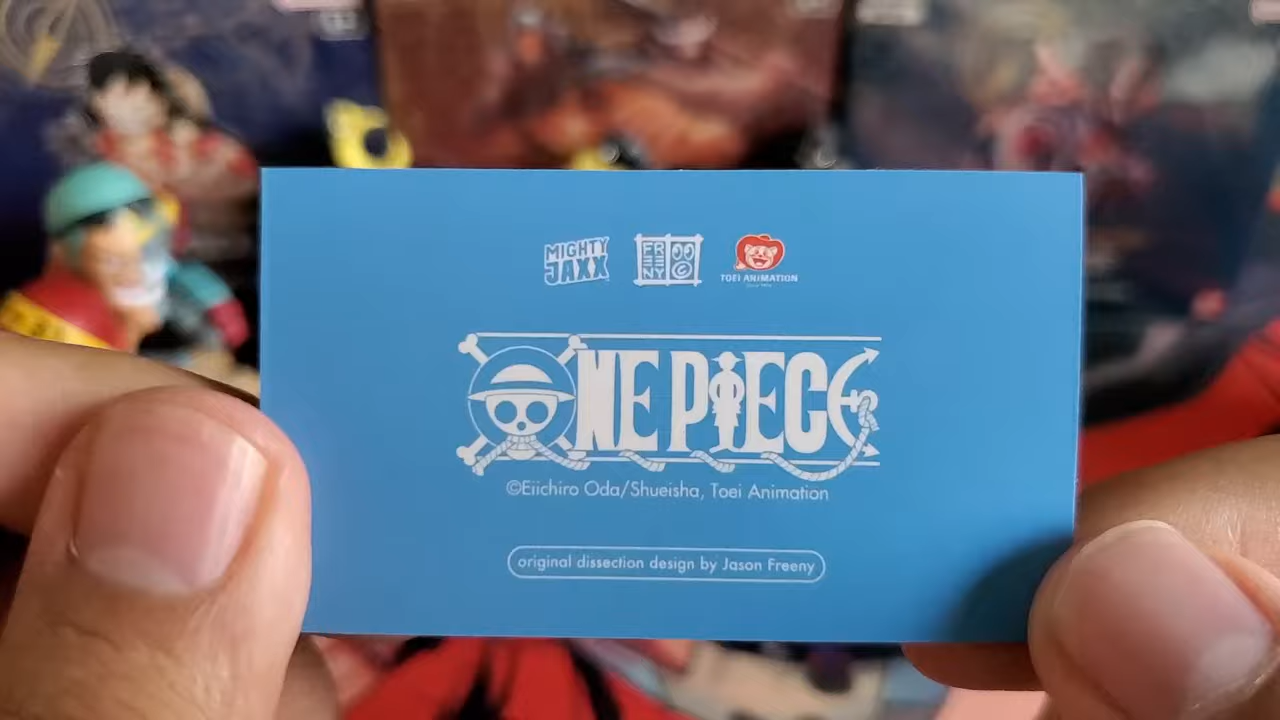 MIGHTY JAXX
FREENY
TOEI ANIMATION
ONE PIECE
©Eiichiro Oda/Shueisha, Toei Animation
original dissection design by Jason Freeny